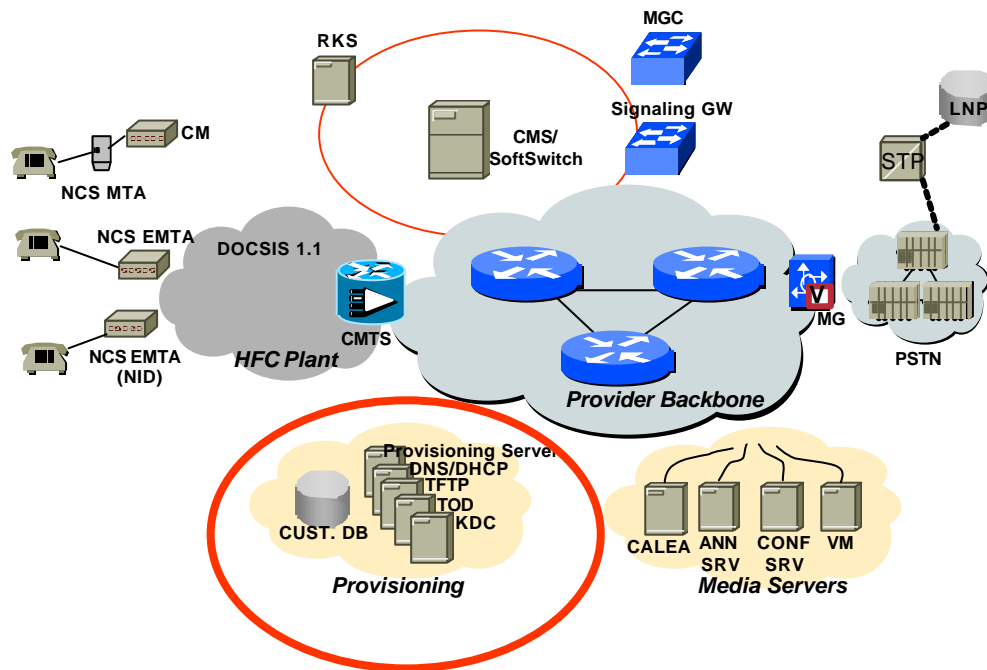 MGC
RKS
LNP
Signaling GW
CM
CMS/
SoftSwitch
STP
NCS MTA
NCS EMTA
DOCSIS 1.1
V
MG
CMTS
NCS EMTA
(NID)
HFC Plant
PSTN
Provider Backbone
Provisioning Server
DNS/DHCP
TFTP
TOD
KDC
CUST. DB
CALEA
ANN
SRV
CONF
SRV
VM
Provisioning
Media Servers